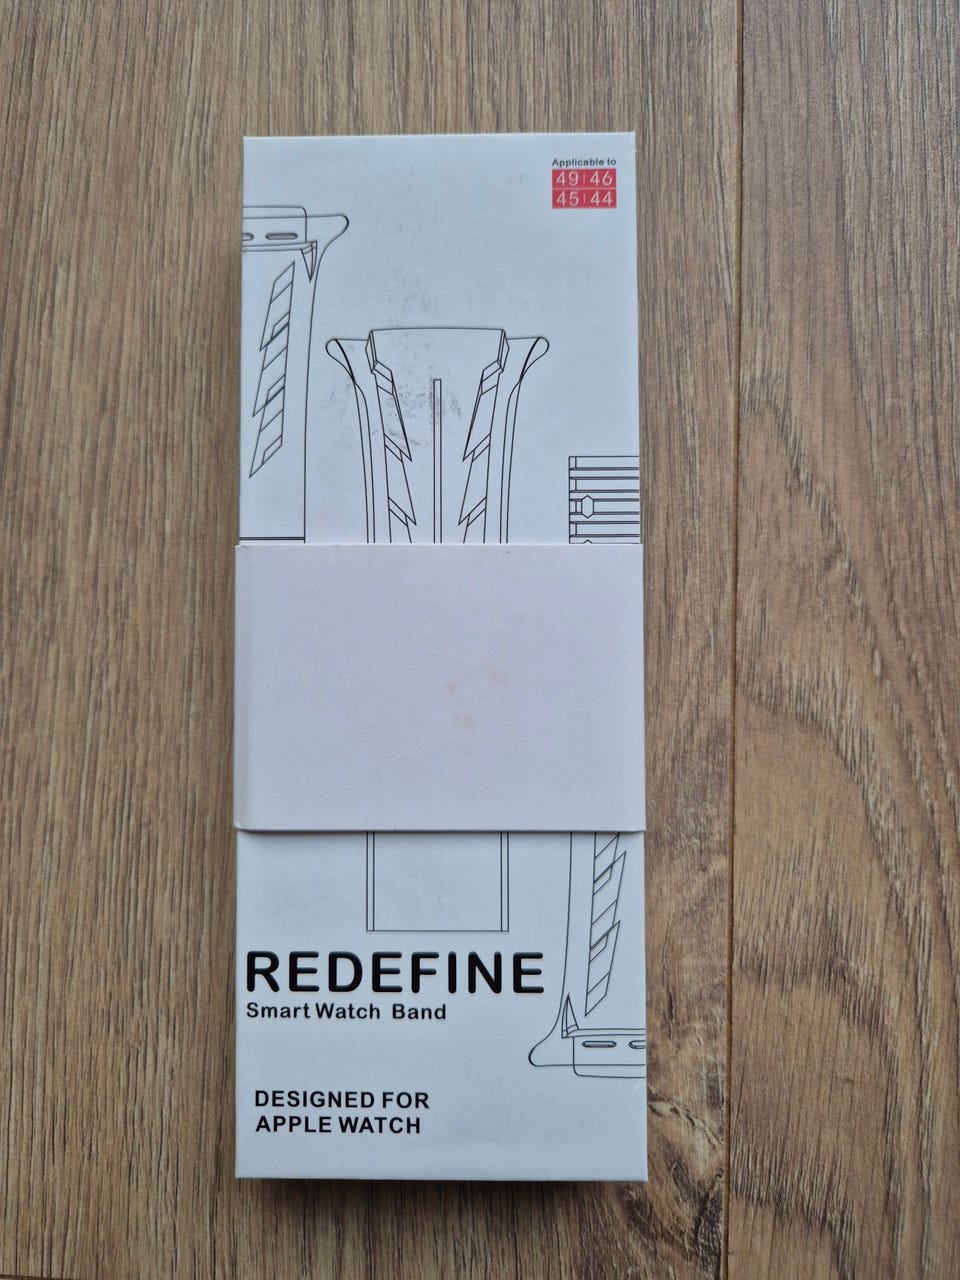 Applicable to
49|46
45|44
REDEFINE
Smart Watch Band
DESIGNED FOR
APPLE WATCH